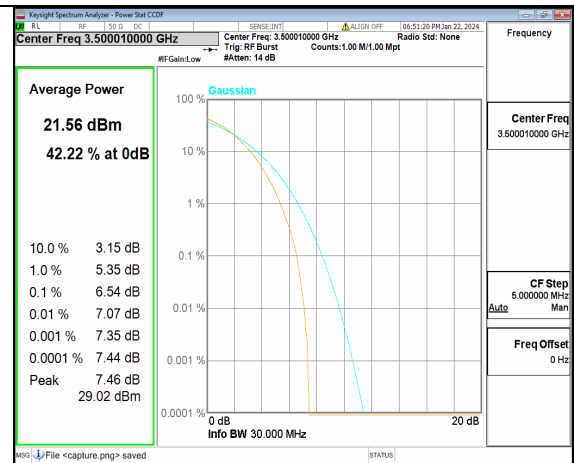 Keysight Spectrum Analyzer - Power Stat CCDF
LXI RL RF 50 Ω DC SENSE:INT ALIGN OFF 06:51:20 PM Jan 22, 2024
Center Freq 3.500010000 GHz
Center Freq: 3.500010000 GHz Radio Std: None
Trig: RF Burst Counts:1.00 M/1.00 Mpt
#IFGain:Low #Atten: 14 dB
Frequency
Average Power
21.56 dBm
42.22 % at 0dB
10.0 % 3.15 dB
1.0 % 5.35 dB
0.1 % 6.54 dB
0.01 % 7.07 dB
0.001 % 7.35 dB
0.0001 % 7.44 dB
Peak 7.46 dB
29.02 dBm
Gaussian
100 %
10 %
1 %
0.1 %
0.01 %
0.001 %
0.0001 %
0 dB 20 dB
Info BW 30.000 MHz
Center Freq
3.500010000 GHz
CF Step
5.000000 MHz
Auto Man
Freq Offset
0 Hz
MSG File <capture.png> saved STATUS